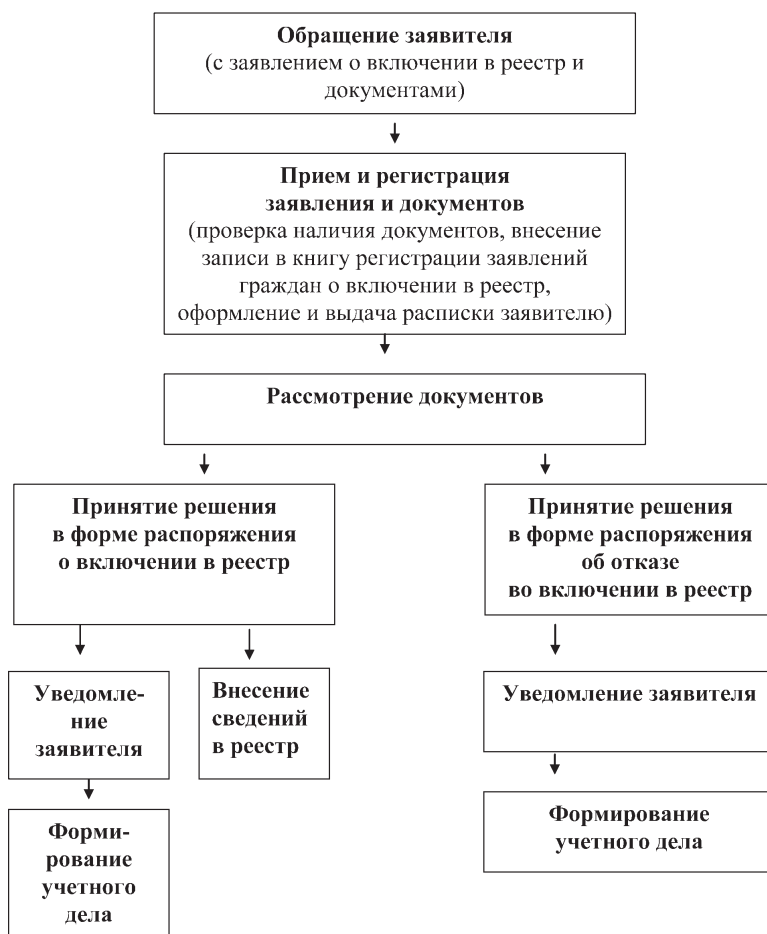 Обращение заявителя
(с заявлением о включении в реестр и
документами)
Прием и регистрация
заявления и документов
(проверка наличия документов, внесение
записи в книгу регистрации заявлений
граждан о включении в реестр,
оформление и выдача расписки заявителю)
Рассмотрение документов
Принятие решения
в форме распоряжения
о включении в реестр
Принятие решения
в форме распоряжения
об отказе
во включении в реестр
Уведомле-
ние
заявителя
Внесение
сведений
в реестр
Уведомление заявителя
Форми-
рование
учетного
дела
Формирование
учетного дела